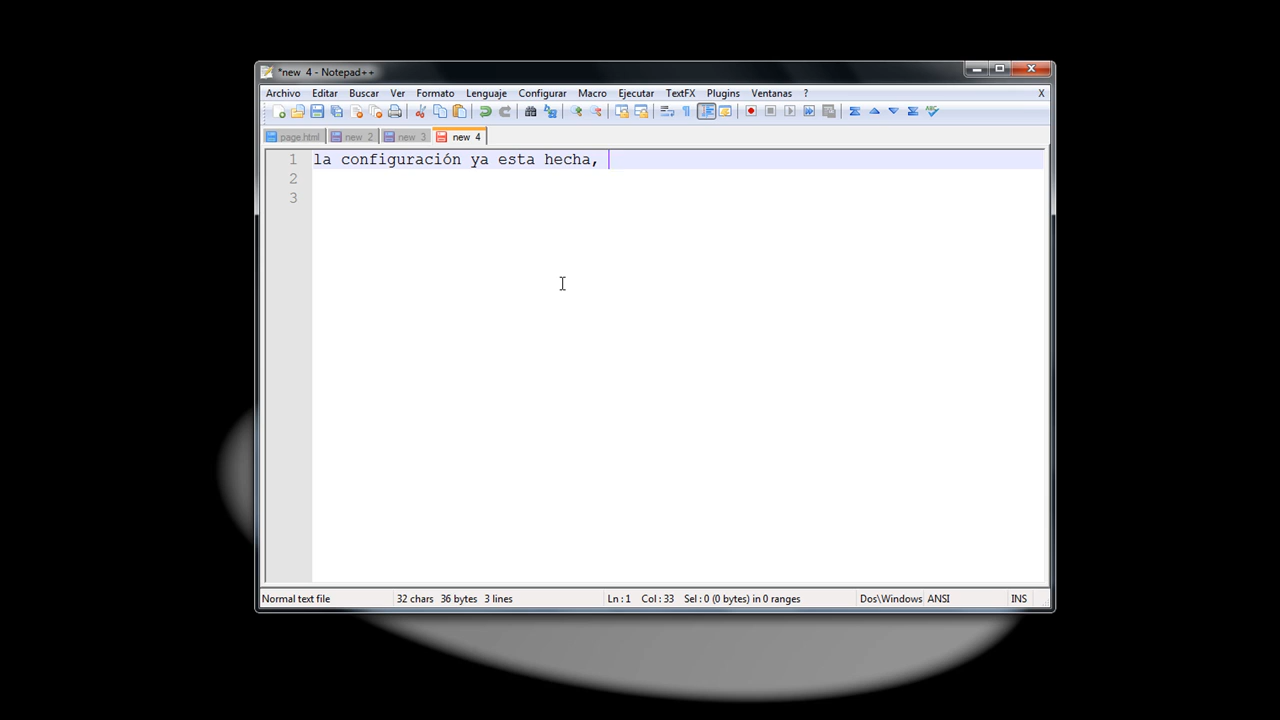 *new 4 - Notepad++
Archivo Editar Buscar Ver Formato Lenguaje Configurar Macro Ejecutar TextFX Plugins Ventanas ? X
page.html new 2 new 3 new 4
1 la configuración ya esta hecha,
2
3
Normal text file 32 chars 36 bytes 3 lines Ln : 1 Col : 33 Sel : 0 (0 bytes) in 0 ranges Dos\Windows ANSI INS